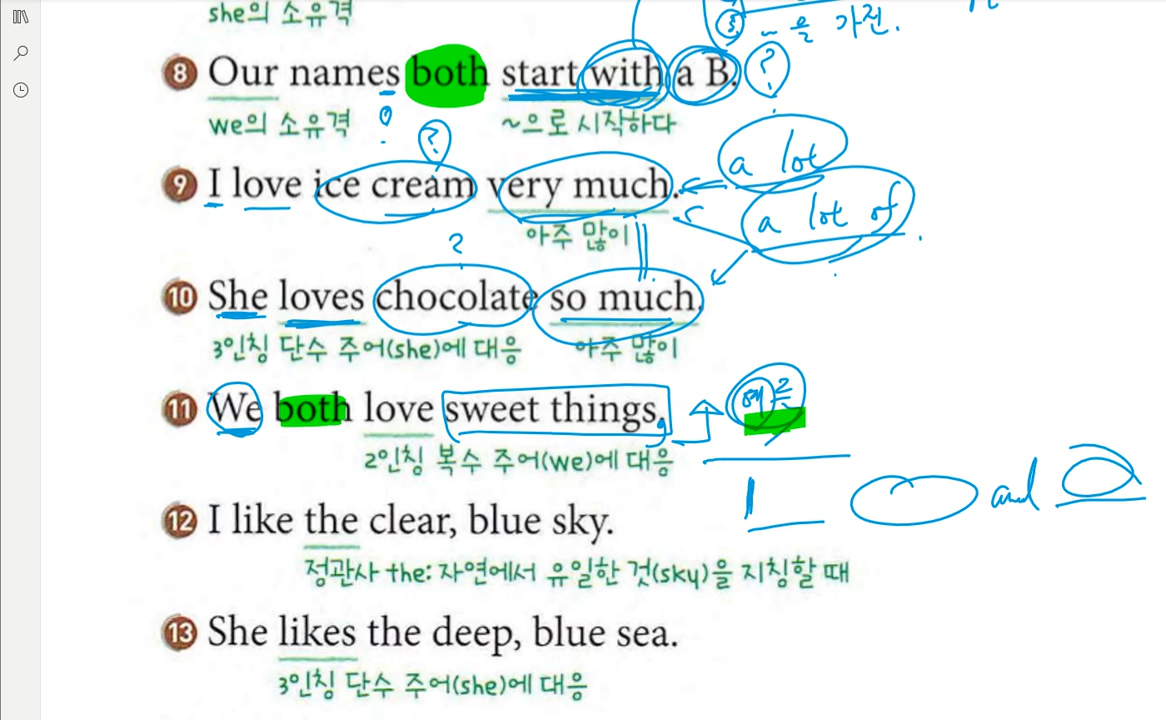 she의 소유격
~을 가진.
8 Our names both start with a B. ?
we의 소유격 ~으로 시작하다
?
9 I love ice cream very much. a lot
아주 많이 a lot of
?
10 She loves chocolate so much.
3인칭 단수 주어(she)에 대응 아주 많이
11 We both love sweet things.
2인칭 복수 주어(we)에 대응
and
12 I like the clear, blue sky.
정관사 the: 자연에서 유일한 것(sky)을 지칭할 때
13 She likes the deep, blue sea.
3인칭 단수 주어(she)에 대응